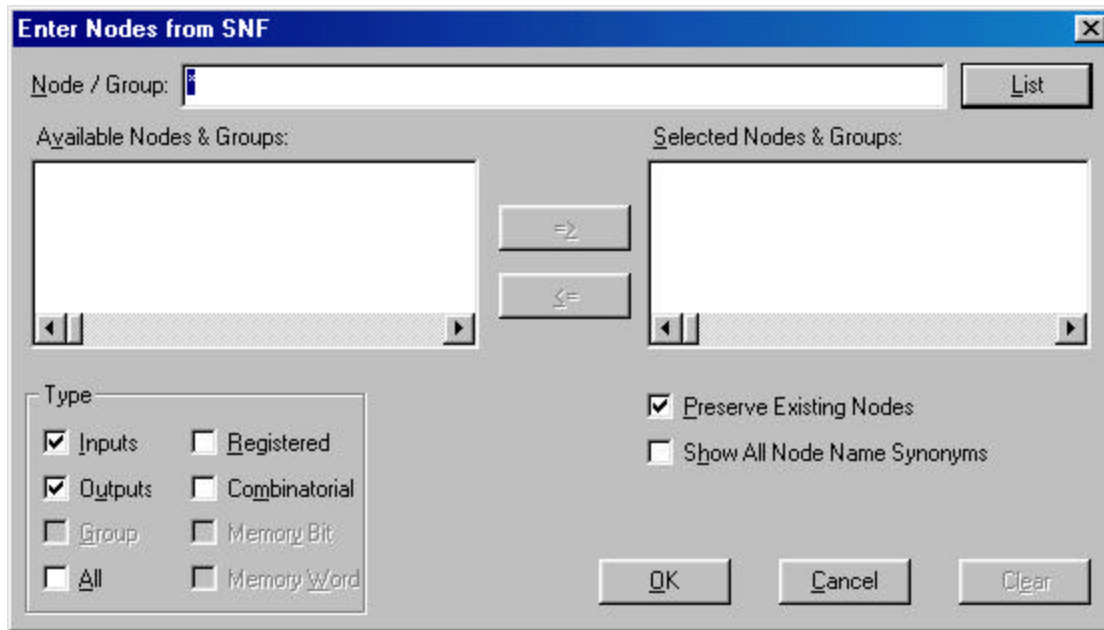 Enter Nodes from SNF
Node / Group: * List
Available Nodes & Groups: Selected Nodes & Groups:
=>
<=
Type
Preserve Existing Nodes
Inputs Registered
Show All Node Name Synonyms
Outputs Combinatorial
Group Memory Bit
All Memory Word
OK Cancel Clear